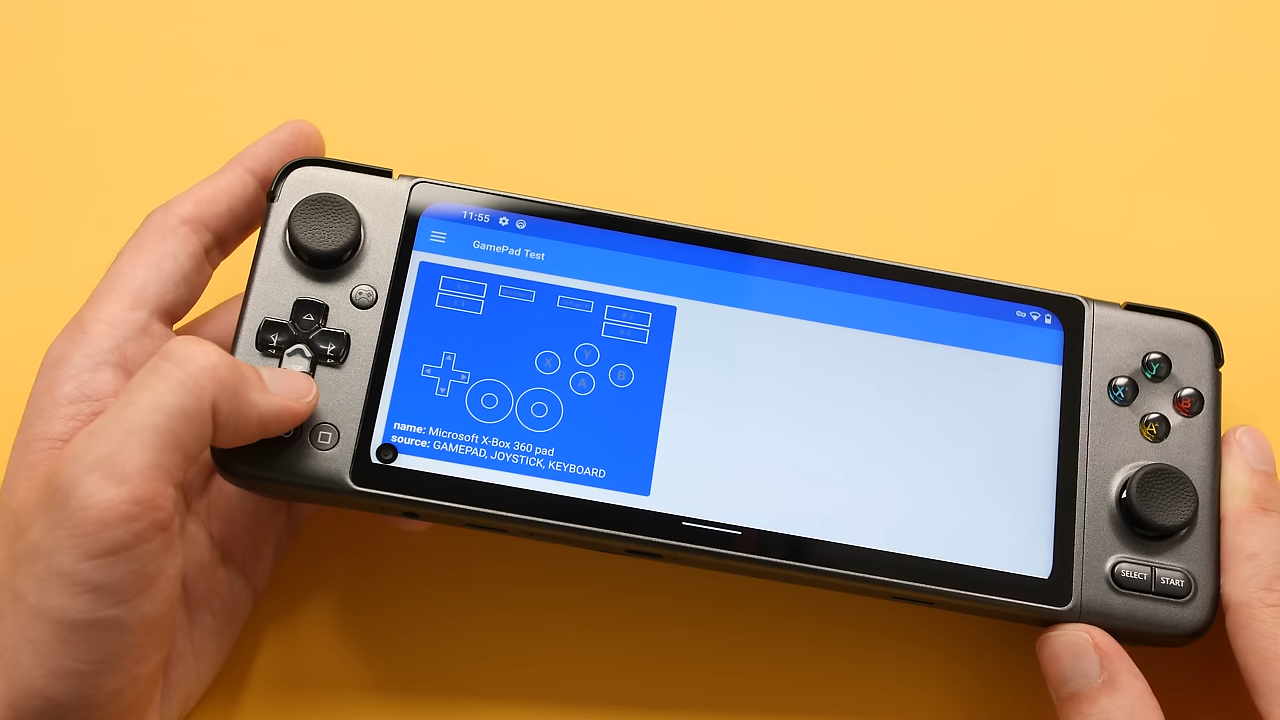 11:55
GamePad Test
X
Y
A
B
name: Microsoft X-Box 360 pad
source: GAMEPAD, JOYSTICK, KEYBOARD
Y
X
B
A
SELECT
START